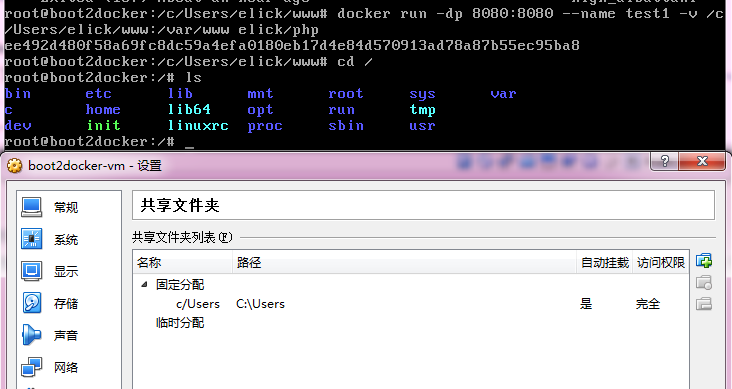 root@boot2docker:/c/Users/elick/www# docker run -dp 8080:8080 --name test1 -v /c
/Users/elick/www:/var/www elick/php
ee492d480f58a69fc8dc59a4efa0180eb17d4e84d570913ad78a87b55ec95ba8
root@boot2docker:/c/Users/elick/www# cd /
root@boot2docker:/# ls
bin etc lib mnt root sys var
c home lib64 opt run tmp
dev init linuxrc proc sbin usr
root@boot2docker:/# _
boot2docker-vm - 设置
常规
系统
显示
存储
声音
网络
共享文件夹
共享文件夹列表(F)
名称 路径 自动挂载 访问权限
固定分配
c/Users C:\Users 是 完全
临时分配